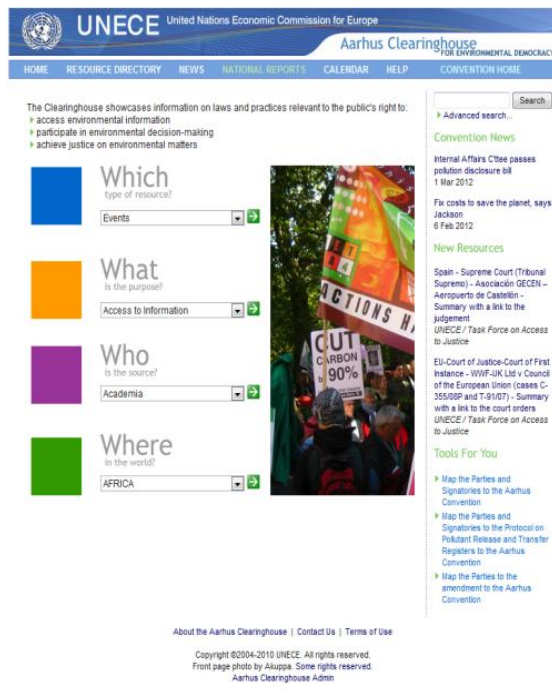 UNECE United Nations Economic Commission for Europe
Aarhus Clearinghouse
FOR ENVIRONMENTAL DEMOCRACY
HOME RESOURCE DIRECTORY NEWS NATIONAL REPORTS CALENDAR HELP CONVENTION HOME
The Clearinghouse showcases information on laws and practices relevant to the public's right to:
access environmental information
participate in environmental decision-making
achieve justice on environmental matters
Which
type of resource?
Events
What
is the purpose?
Access to Information
Who
is the source?
Academia
Where
in the world?
AFRICA
ACTIONS
CUT
CARBON
90%
Search
Advanced search...
Convention News
Internal Affairs C'ttee passes
pollution disclosure bill
1 Mar 2012
Fix costs to save the planet, says
Jackson
6 Feb 2012
New Resources
Spain - Supreme Court (Tribunal
Supremo) - Asociación GECEN –
Aeropuerto de Castellón -
Summary with a link to the
judgement
UNECE / Task Force on Access
to Justice
EU-Court of Justice-Court of First
Instance - WWF-UK Ltd v Council
of the European Union (cases C-
355/08P and T-91/07) - Summary
with a link to the court orders
UNECE / Task Force on Access
to Justice
Tools For You
Map the Parties and
Signatories to the Aarhus
Convention
Map the Parties and
Signatories to the Protocol on
Pollutant Release and Transfer
Registers to the Aarhus
Convention
Map the Parties to the
amendment to the Aarhus
Convention
About the Aarhus Clearinghouse | Contact Us | Terms of Use
Copyright ©2004-2010 UNECE. All rights reserved.
Front page photo by Akuppa. Some rights reserved.
Aarhus Clearinghouse Admin